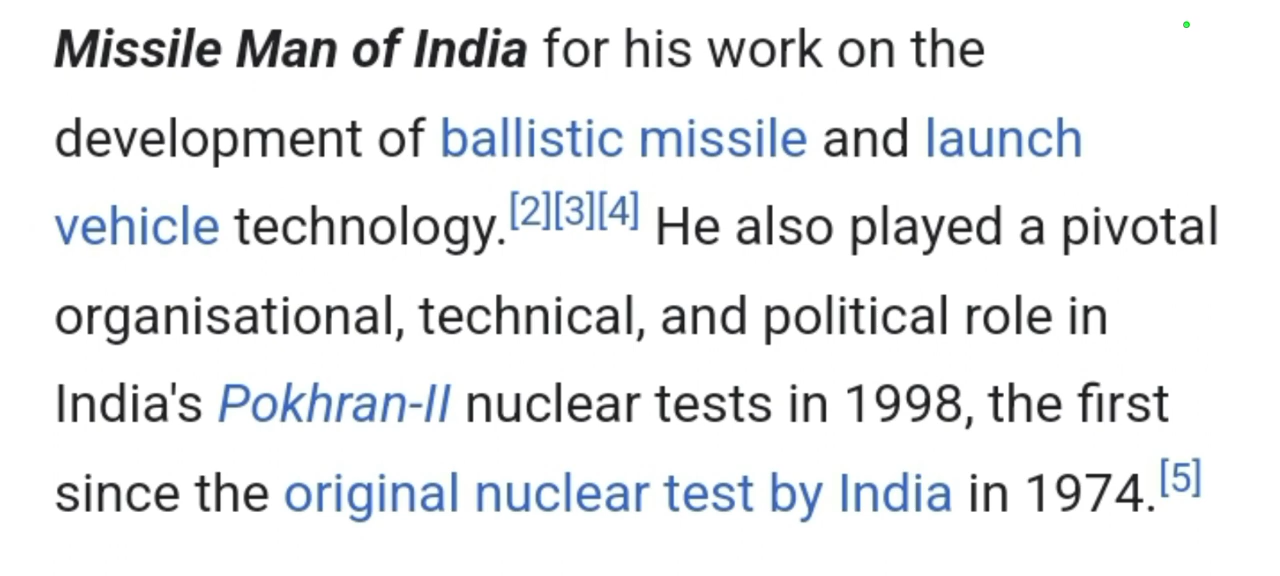 Missile Man of India for his work on the
development of ballistic missile and launch
vehicle technology.[2][3][4] He also played a pivotal
organisational, technical, and political role in
India's Pokhran-II nuclear tests in 1998, the first
since the original nuclear test by India in 1974.[5]